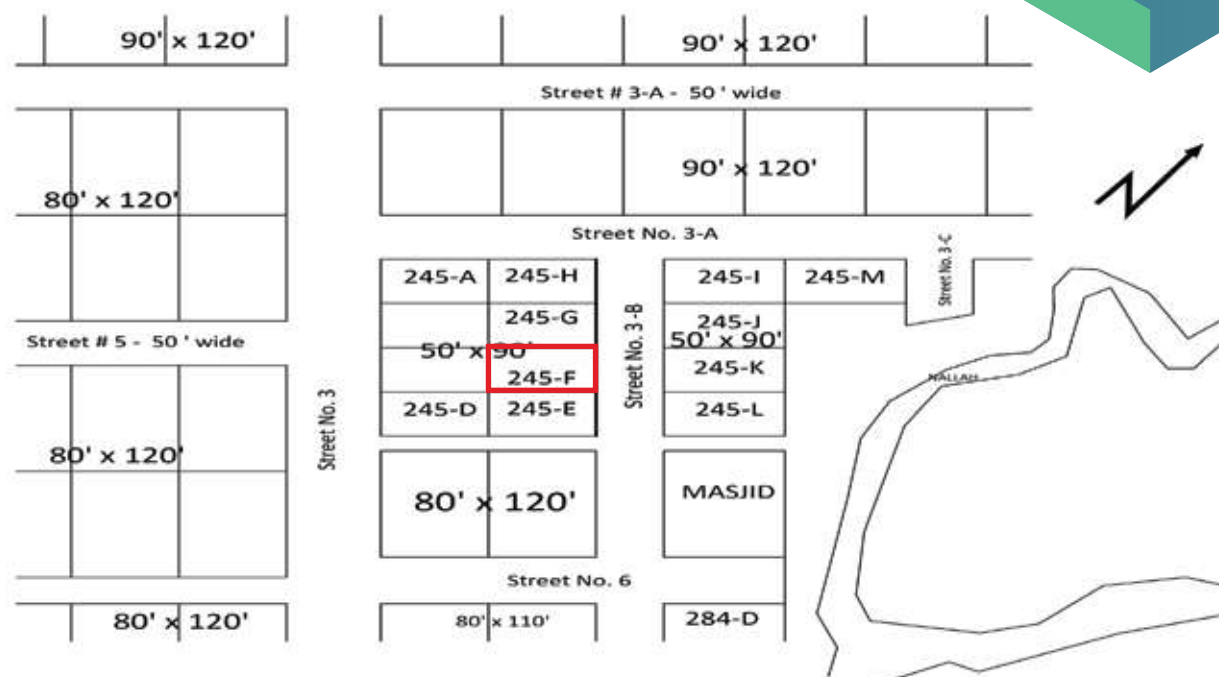 90' x 120'
90' x 120'
Street # 3-A - 50 ' wide
90' x 120'
80' x 120'
Street No. 3-A
Street No. 3-C
245-A
245-H
245-I
245-M
245-G
245-J
Street # 5 - 50 ' wide
50' x 90'
50' x 90'
Street No. 3 -B
245-F
245-K
NALLAH
Street No. 3
245-D
245-E
245-L
80' x 120'
80' x 120'
MASJID
Street No. 6
80' x 120'
80' x 110'
284-D